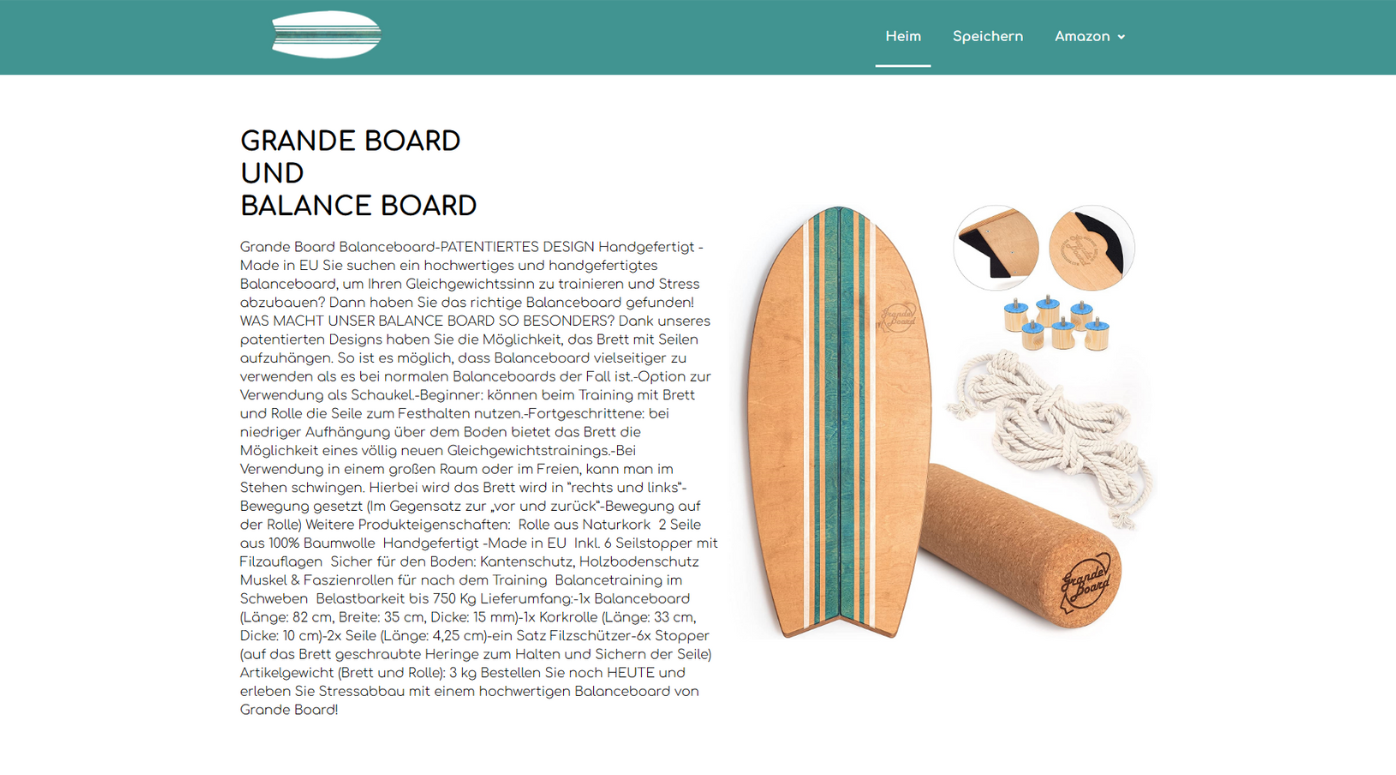 Heim Speichern Amazon
GRANDE BOARD
UND
BALANCE BOARD
Grande Board Balanceboard-PATENTIERTES DESIGN Handgefertigt -
Made in EU Sie suchen ein hochwertiges und handgefertigtes
Balanceboard, um Ihren Gleichgewichtssinn zu trainieren und Stress
abzubauen? Dann haben Sie das richtige Balanceboard gefunden!
WAS MACHT UNSER BALANCE BOARD SO BESONDERS? Dank unseres
patentierten Designs haben Sie die Möglichkeit, das Brett mit Seilen
aufzuhängen. So ist es möglich, dass Balanceboard vielseitiger zu
verwenden als es bei normalen Balanceboards der Fall ist.-Option zur
Verwendung als Schaukel.-Beginner: können beim Training mit Brett
und Rolle die Seile zum Festhalten nutzen.-Fortgeschrittene: bei
niedriger Aufhängung über dem Boden bietet das Brett die
Möglichkeit eines völlig neuen Gleichgewichtstrainings.-Bei
Verwendung in einem großen Raum oder im Freien, kann man im
Stehen schwingen. Hierbei wird das Brett wird in "rechts und links"-
Bewegung gesetzt (Im Gegensatz zur „vor und zurück"-Bewegung auf
der Rolle) Weitere Produkteigenschaften:  Rolle aus Naturkork  2 Seile
aus 100% Baumwolle  Handgefertigt -Made in EU  Inkl. 6 Seilstopper mit
Filzauflagen  Sicher für den Boden: Kantenschutz, Holzbodenschutz
Muskel & Faszienrollen für nach dem Training  Balancetraining im
Schweben  Belastbarkeit bis 750 Kg Lieferumfang:-1x Balanceboard
(Länge: 82 cm, Breite: 35 cm, Dicke: 15 mm)-1x Korkrolle (Länge: 33 cm,
Dicke: 10 cm)-2x Seile (Länge: 4,25 cm)-ein Satz Filzschützer-6x Stopper
(auf das Brett geschraubte Heringe zum Halten und Sichern der Seile)
Artikelgewicht (Brett und Rolle): 3 kg Bestellen Sie noch HEUTE und
erleben Sie Stressabbau mit einem hochwertigen Balanceboard von
Grande Board!
Grande
Board
Grande
Board